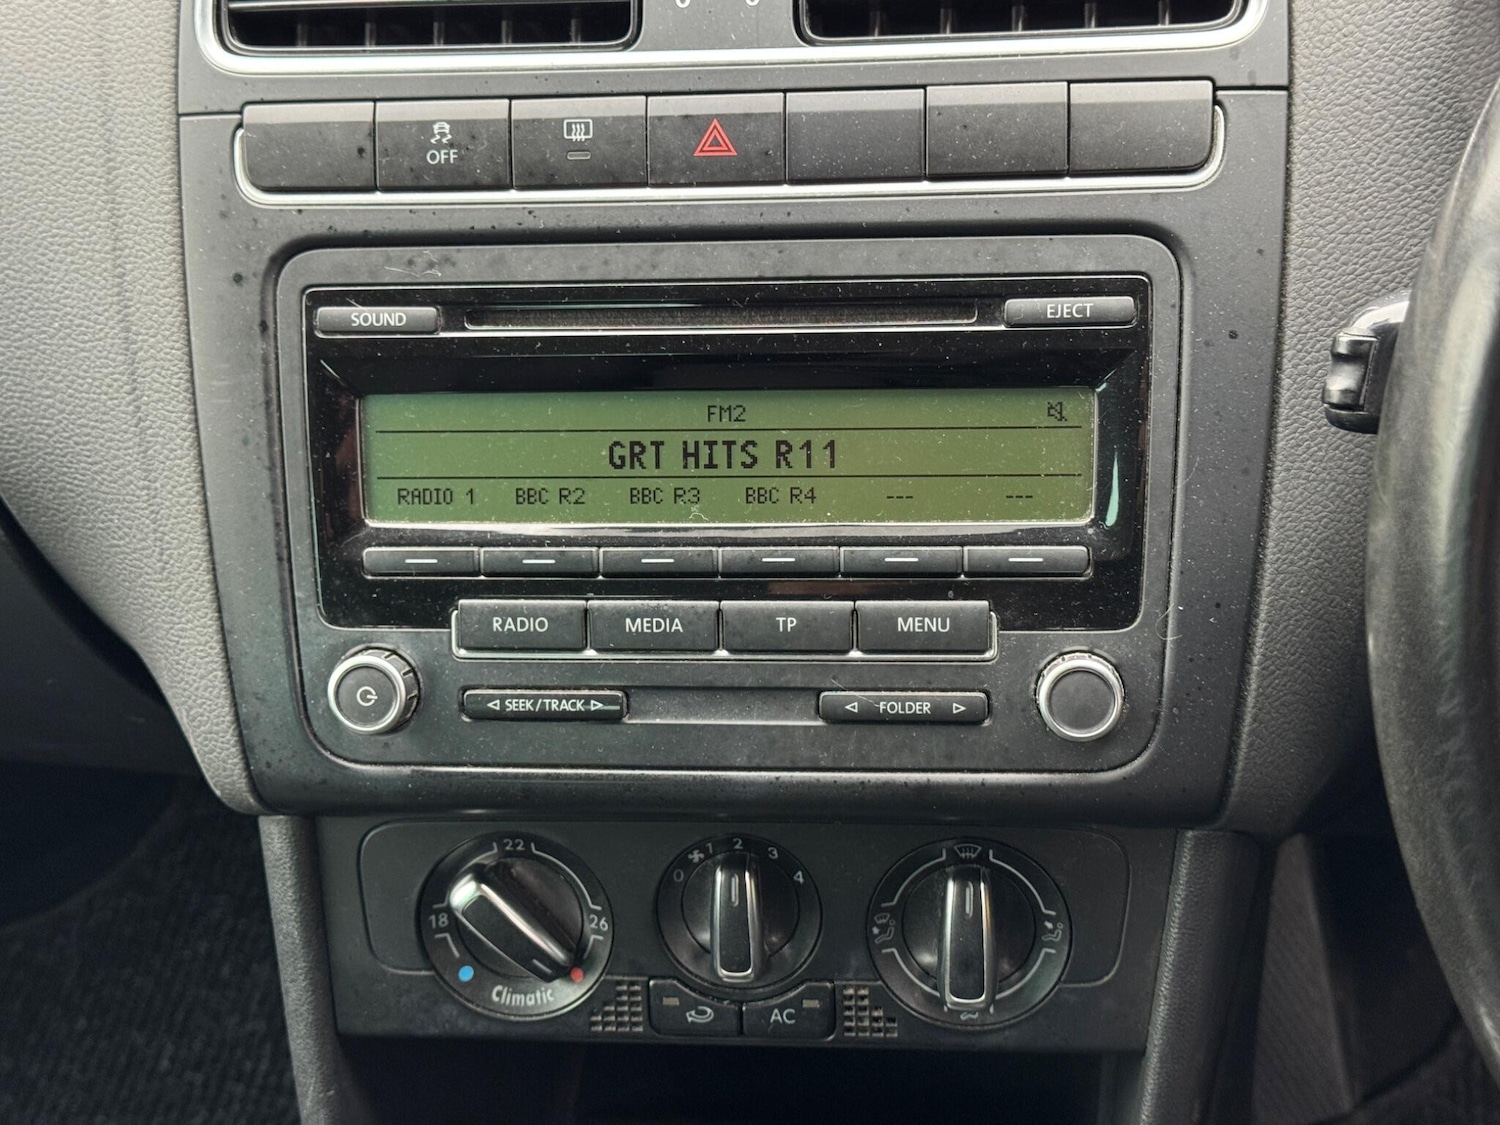 OFF
SOUND
EJECT
FM2
GRT HITS R11
RADIO 1 BBC R2 BBC R3 BBC R4 --- ---
RADIO MEDIA TP MENU
SEEK/TRACK FOLDER
22
18
26
Climatic
0 1 2 3 4
AC